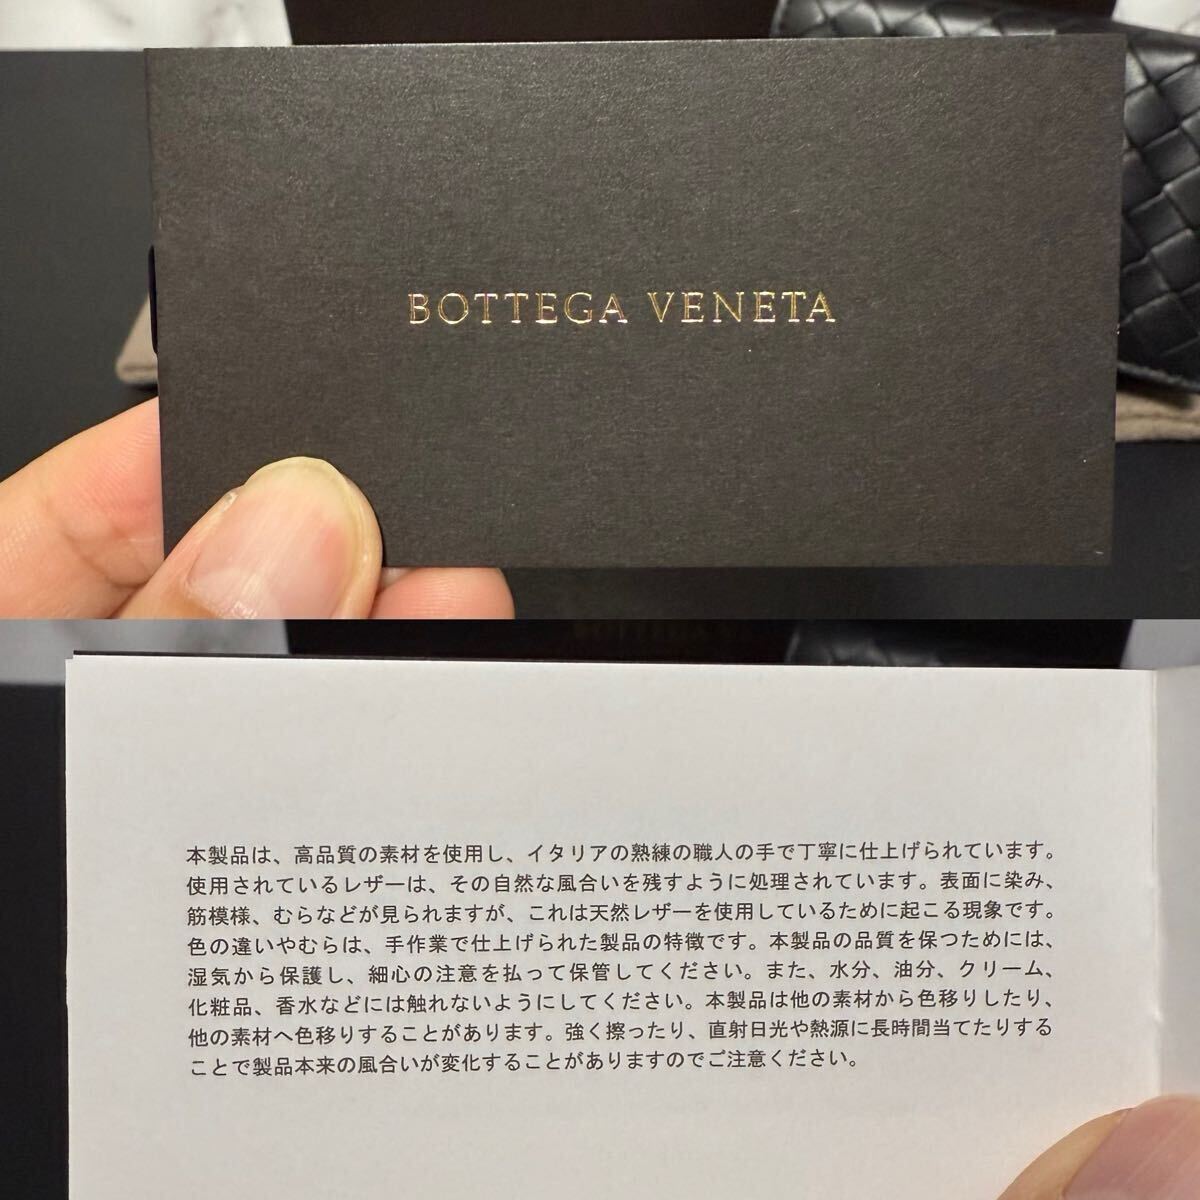 BOTTEGA VENETA
本製品は、高品質の素材を使用し、イタリアの熟練の職人の手で丁寧に仕上げられています。
使用されているレザーは、その自然な風合いを残すように処理されています。表面に染み、
筋模様、むらなどが見られますが、これは天然レザーを使用しているために起こる現象です。
色の違いやむらは、手作業で仕上げられた製品の特徴です。本製品の品質を保つためには、
湿気から保護し、細心の注意を払って保管してください。また、水分、油分、クリーム、
化粧品、香水などには触れないようにしてください。本製品は他の素材から色移りしたり、
他の素材へ色移りすることがあります。強く擦ったり、直射日光や熱源に長時間当てたりする
ことで製品本来の風合いが変化することがありますのでご注意ください。